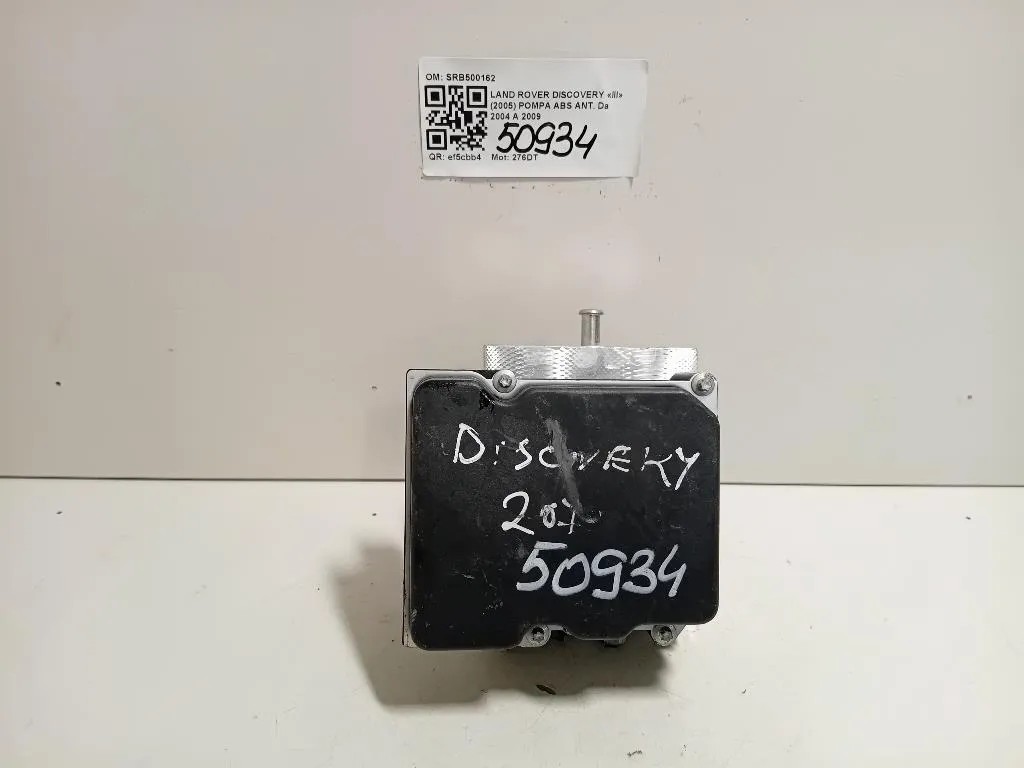 OM: SRB500162
LAND ROVER DISCOVERY «III»
(2005) POMPA ABS ANT. Da
2004 A 2009
50934
QR: ef5cbb4 Mot: 276DT
DiSCOVERY
50934